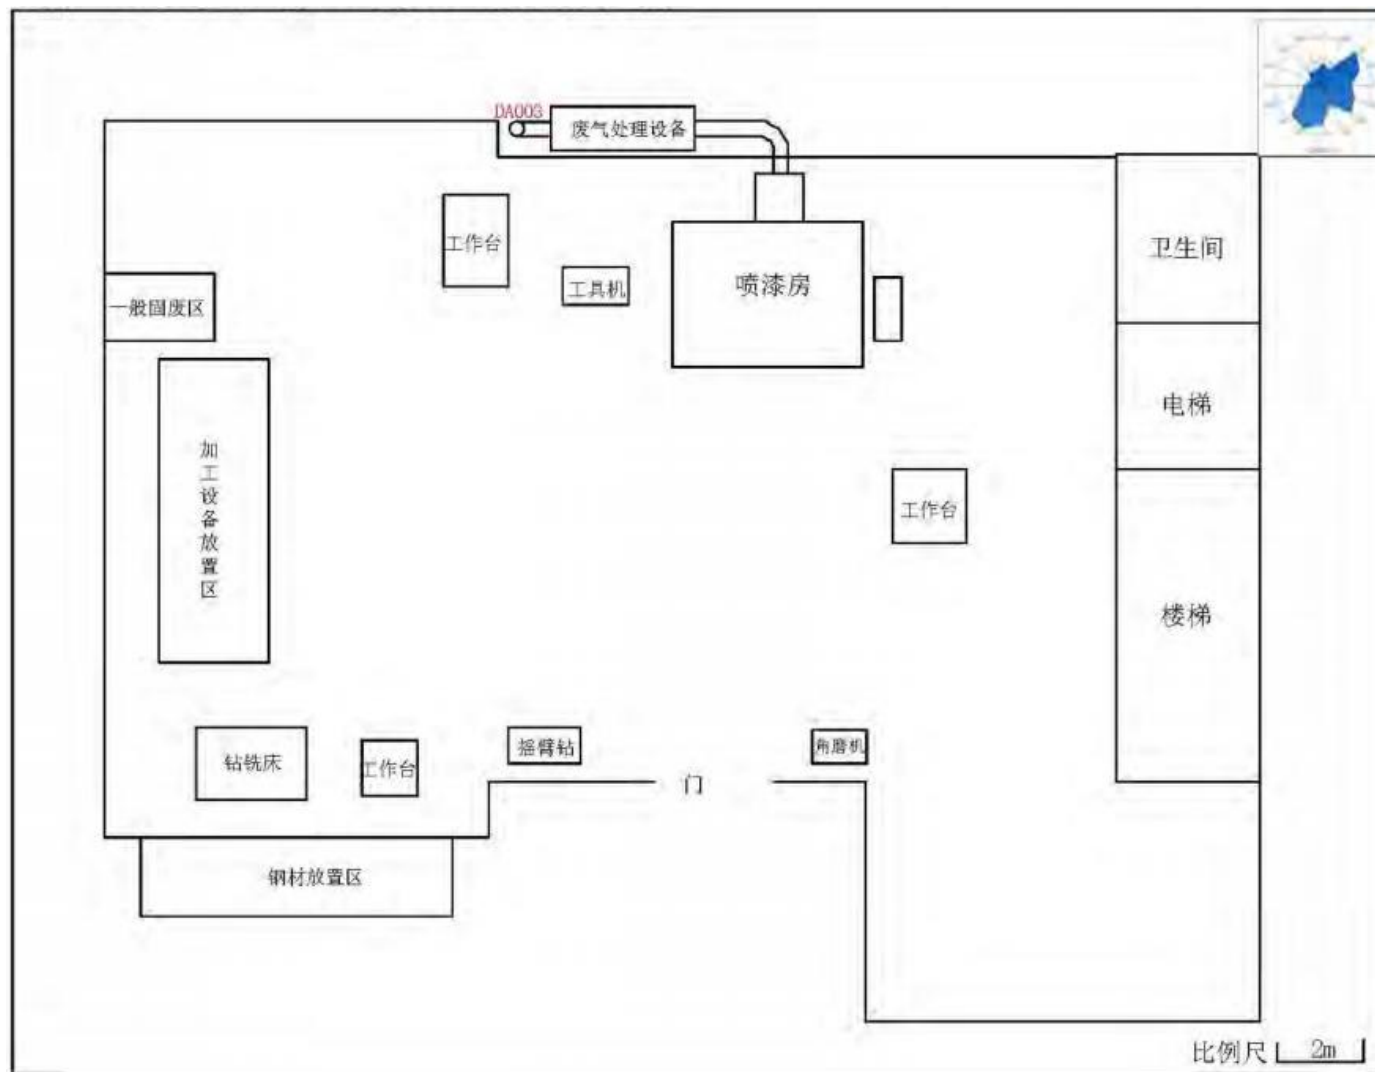 DA003
废气处理设备
工作台
卫生间
工具机
喷漆房
一般固废区
电梯
加工设备放置区
工作台
楼梯
摇臂钻
角磨机
钻铣床
工作台
门
钢材放置区
比例尺 2m